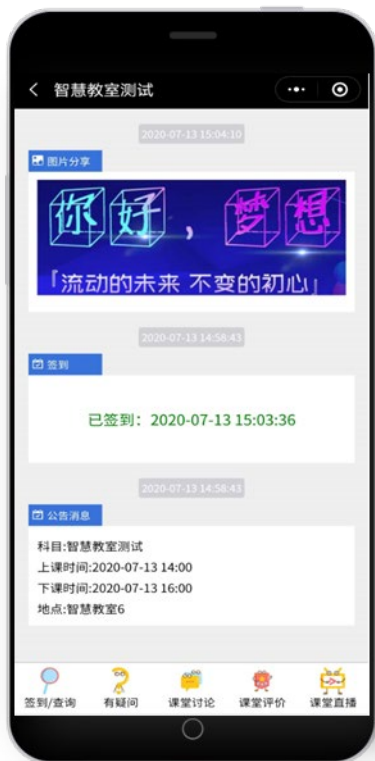 智慧教室测试
2020-07-13 15:04:10
图片分享
你好，梦想
「流动的未来 不变的初心」
2020-07-13 14:58:43
签到
已签到：2020-07-13 15:03:36
2020-07-13 14:58:43
公告消息
科目:智慧教室测试
上课时间:2020-07-13 14:00
下课时间:2020-07-13 16:00
地点:智慧教室6
签到/查询 有疑问 课堂讨论 课堂评价 课堂直播